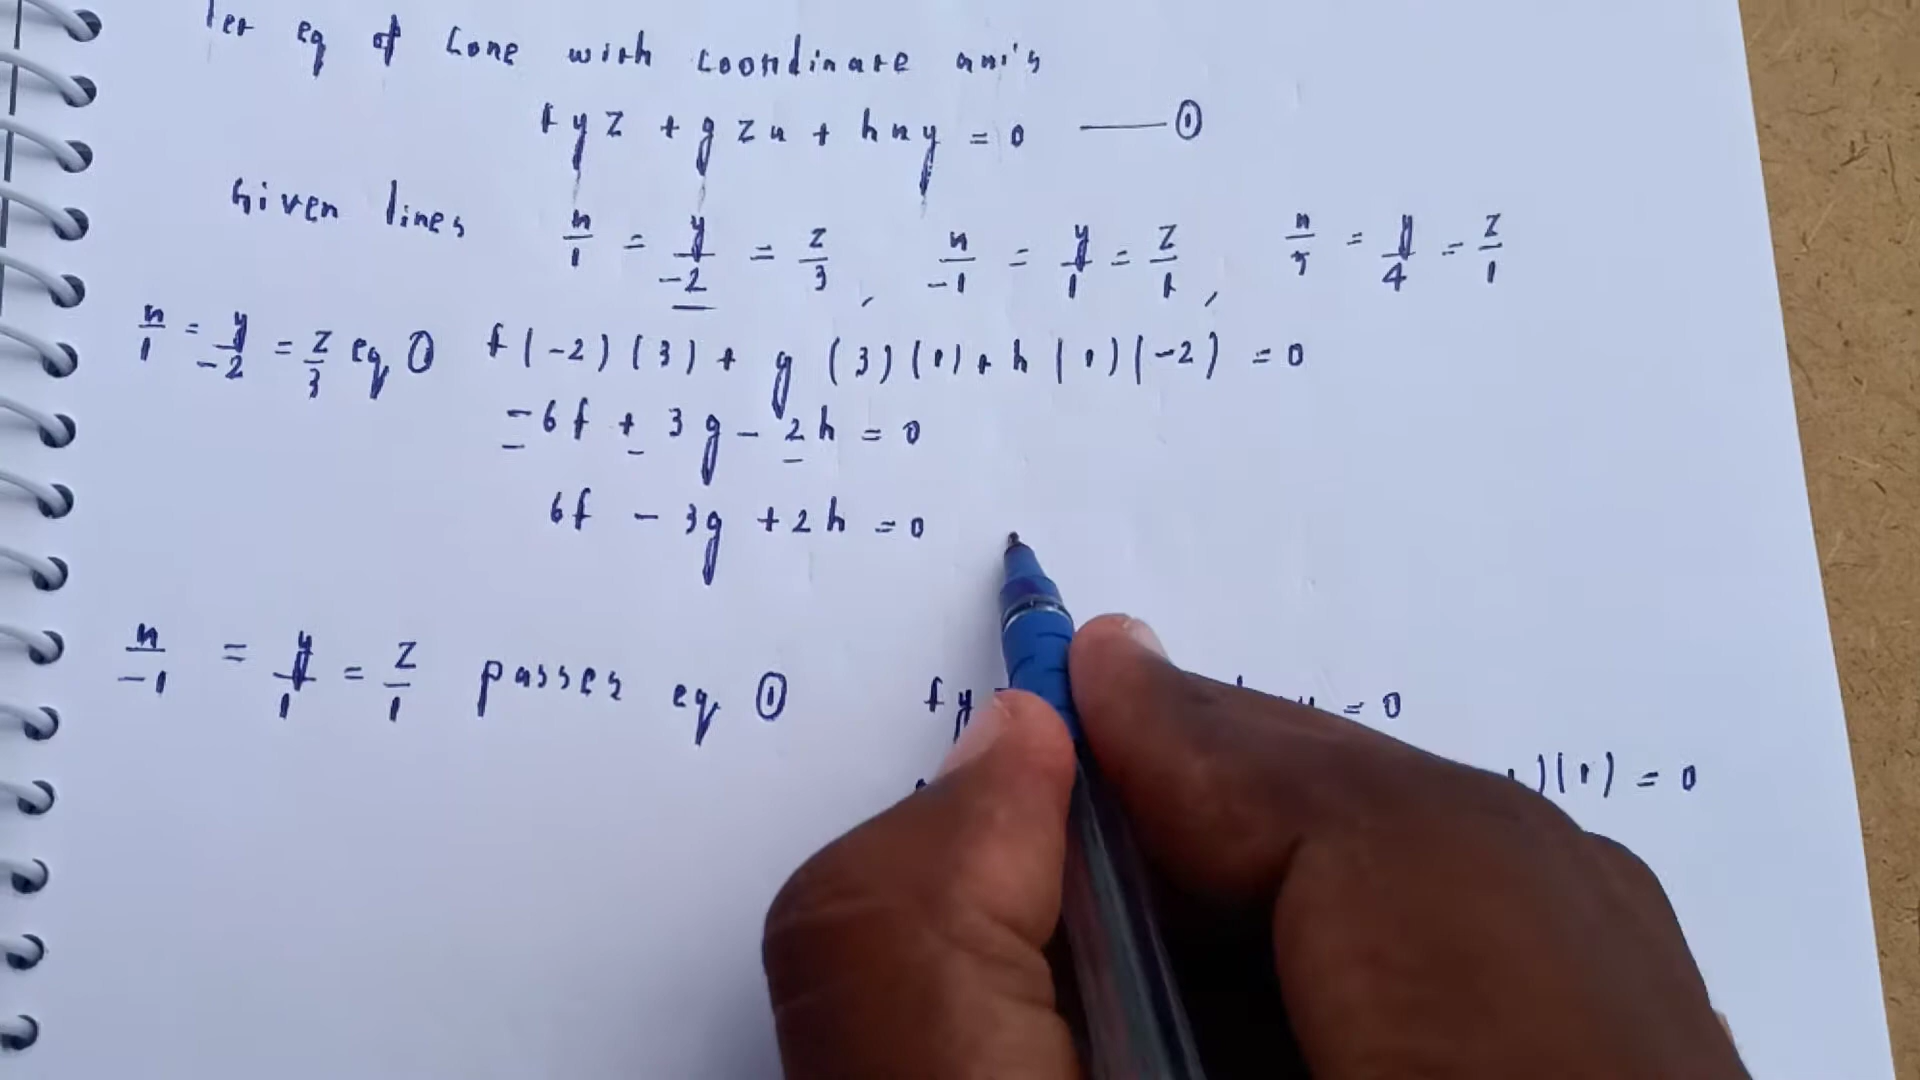 let eq of cone with coordinate axi's
fyz + gzx + hxy = 0 —— ①
Given lines x/1 = y/-2 = z/3 , x/-1 = y/1 = z/1 , x/5 = y/4 = z/1
x/1 = y/-2 = z/3 eq ① f(-2)(3) + g(3)(1) + h(1)(-2) = 0
-6f + 3g - 2h = 0
6f - 3g + 2h = 0
x/-1 = y/1 = z/1 passes eq ① fy = 0
)(1) = 0